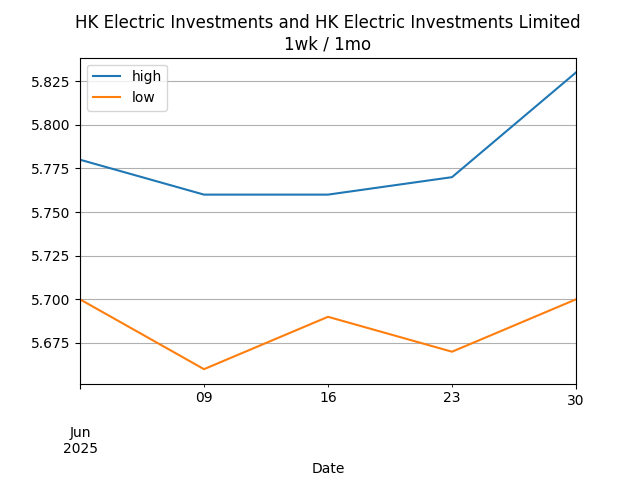 HK Electric Investments and HK Electric Investments Limited
1wk / 1mo
high
low
5.825
5.800
5.775
5.750
5.725
5.700
5.675
09
16
23
30
Jun
2025
Date